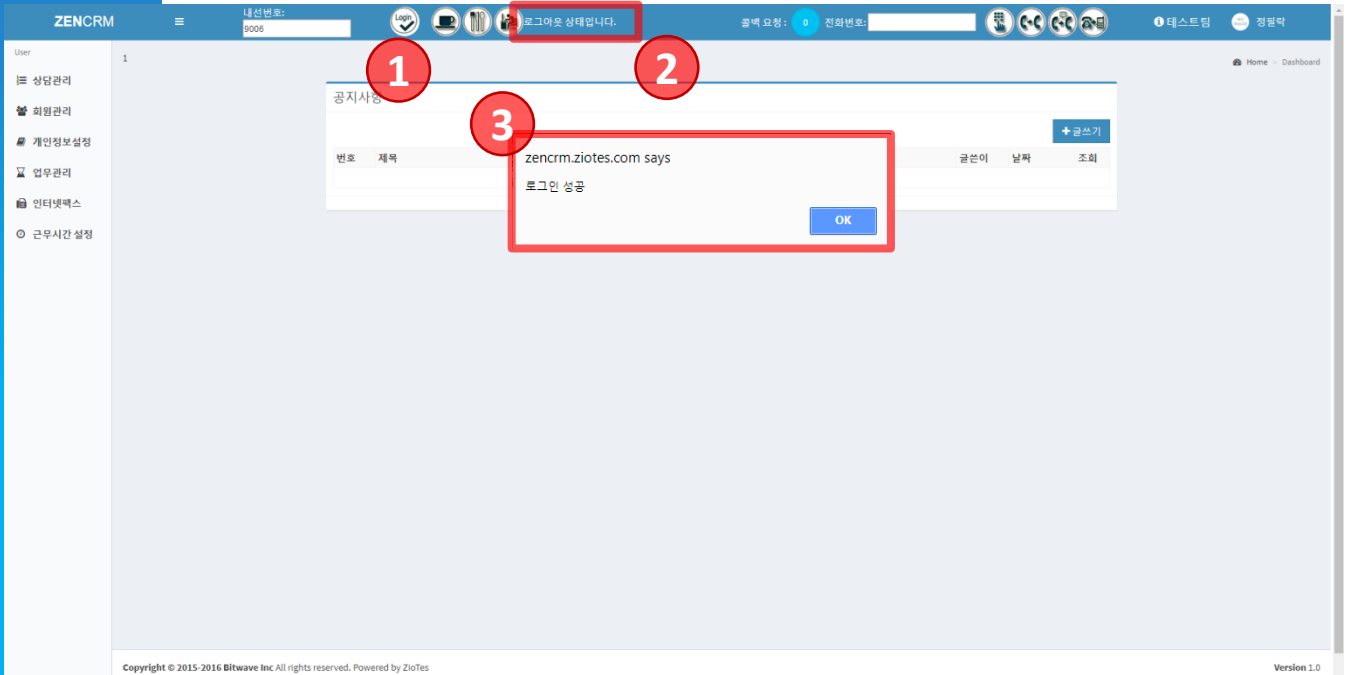 ZENCRM
내선번호:
9006
Login
로그아웃 상태입니다.
콜백 요청 :
0
전화번호:
테스트팀
정필락
User
1
Home
Dashboard
상담관리
회원관리
개인정보설정
업무관리
인터넷팩스
근무시간 설정
1
2
3
공지사항
글쓰기
번호 제목 글쓴이 날짜 조회
zencrm.ziotes.com says
로그인 성공
OK
Copyright © 2015-2016 Bitwave Inc All rights reserved. Powered by ZioTes
Version 1.0